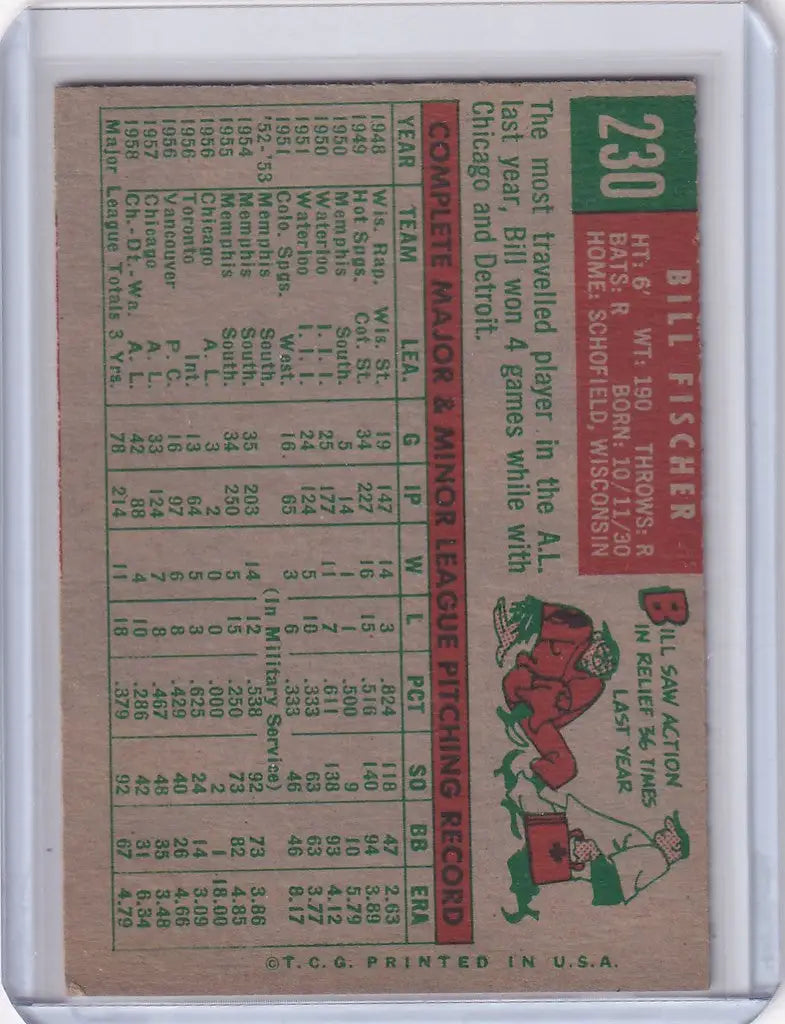 230
BILL FISCHER
HT: 6' WT: 190 THROWS: R
BATS: R BORN: 10/11/30
HOME: SCHOFIELD, WISCONSIN
The most travelled player in the A.L.
last year, Bill won 4 games while with
Chicago and Detroit.
BILL SAW ACTION
IN RELIEF 36 TIMES
LAST YEAR
COMPLETE MAJOR & MINOR LEAGUE PITCHING RECORD
YEAR TEAM LEA. G IP W L PCT SO BB ERA
1948 Wis. Rap. Wis. St. 19 147 14 3 .824 118 47 2.63
1949 Hot Spgs. Cot. St. 34 227 16 15 .516 140 94 3.89
1950 Memphis South. 5 14 1 1 .500 9 10 5.79
1950 Waterloo I.I.I. 25 177 11 7 .611 138 93 4.12
1951 Waterloo I.I.I. 24 124 5 10 .333 63 63 3.77
1951 Colo. Spgs. West. 16 65 3 6 .333 46 46 8.17
'52-'53 Memphis South. (In Military Service)
1954 Memphis South. 35 203 14 12 .538 92 73 3.86
1955 Memphis South. 34 250 5 15 .250 73 82 4.85
1956 Chicago A.L. 3 2 0 0 .000 2 1 18.00
1956 Toronto Int. 13 64 5 3 .625 24 14 3.09
1956 Vancouver P.C. 16 97 6 8 .429 40 26 4.66
1957 Chicago A.L. 33 124 7 8 .467 48 35 3.48
1958 Ch.-Dt.-Wa. A.L. 42 88 4 10 .286 42 31 6.34
Major League Totals 3 Yrs. 78 214 11 18 .379 92 67 4.79
©T.C.G. PRINTED IN U.S.A.